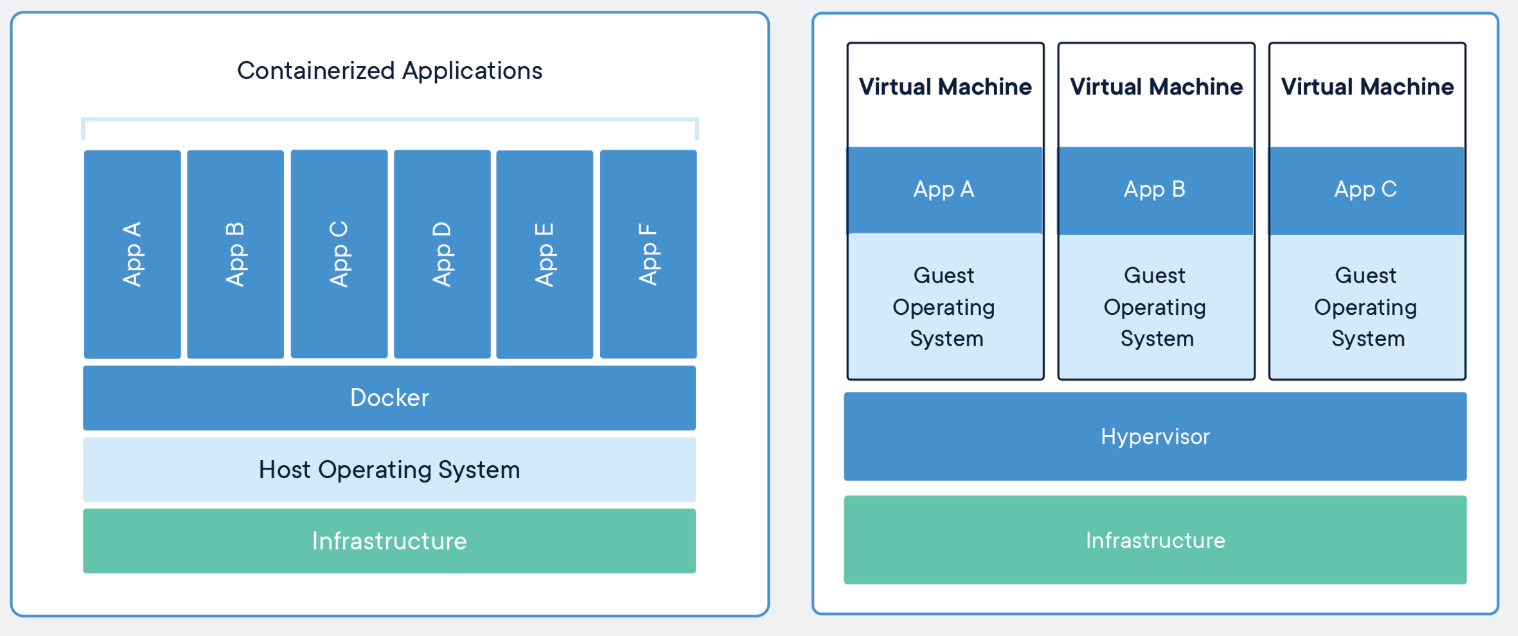 Containerized Applications
App A
App B
App C
App D
App E
App F
Docker
Host Operating System
Infrastructure
Virtual Machine
App A
Guest
Operating
System
Virtual Machine
App B
Guest
Operating
System
Virtual Machine
App C
Guest
Operating
System
Hypervisor
Infrastructure